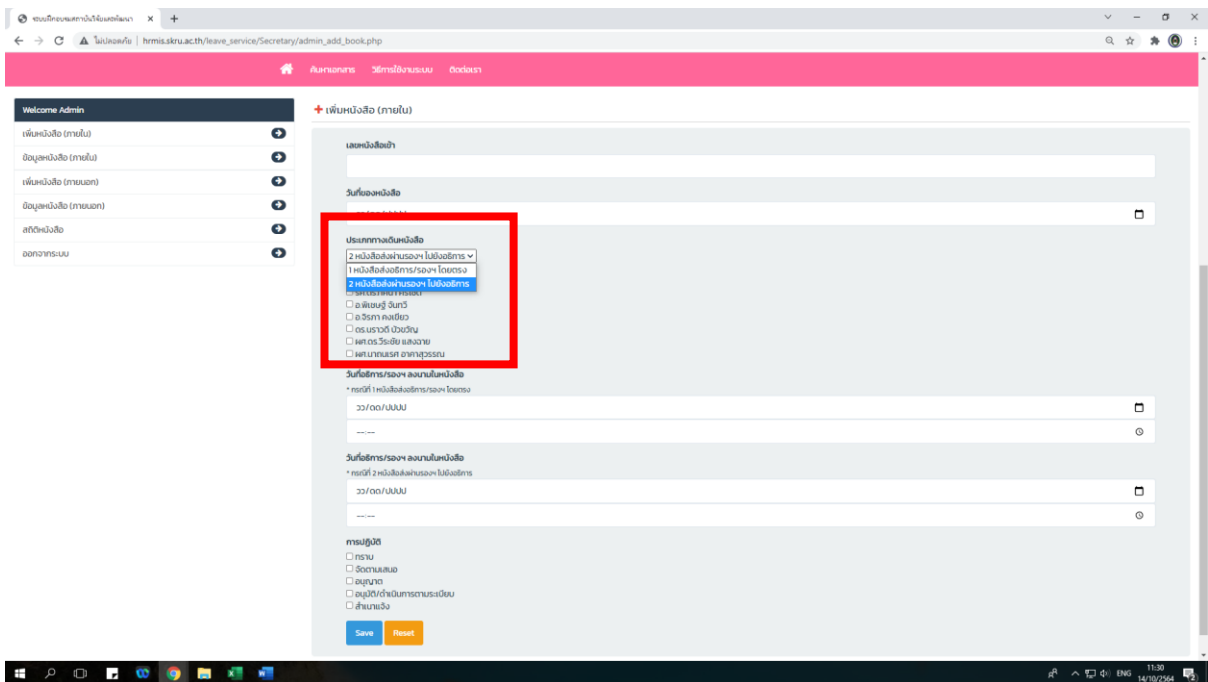 ระบบฝึกอบรมสถาบันวิจัยและพัฒนา
ไม่ปลอดภัย | hrmis.skru.ac.th/leave_service/Secretary/admin_add_book.php
ค้นหาเอกสาร วิธีการใช้งานระบบ ติดต่อเรา
Welcome Admin
เพิ่มหนังสือ (ภายใน)
ข้อมูลหนังสือ (ภายใน)
เพิ่มหนังสือ (ภายนอก)
ข้อมูลหนังสือ (ภายนอก)
สถิติหนังสือ
ออกจากระบบ
เพิ่มหนังสือ (ภายใน)
เลขหนังสือเข้า
วันที่ของหนังสือ
ประเภททางเดินหนังสือ
2 หนังสือส่งผ่านรองฯ ไปยังอธิการ
1 หนังสือส่งอธิการ/รองฯ โดยตรง
2 หนังสือส่งผ่านรองฯ ไปยังอธิการ
อ.พิเชษฐ์ จันทวี
อ.จิรภา คงเขียว
ดร.นราวดี บัวขวัญ
ผศ.ดร.วีระชัย แสงฉาย
ผศ.นาถนเรศ อาคาสุวรรณ
วันที่อธิการ/รองฯ ลงนามในหนังสือ
* กรณีที่ 1 หนังสือส่งอธิการ/รองฯ โดยตรง
วว/ดด/ปปปป
--:--
วันที่อธิการ/รองฯ ลงนามในหนังสือ
* กรณีที่ 2 หนังสือส่งผ่านรองฯ ไปยังอธิการ
วว/ดด/ปปปป
--:--
การปฏิบัติ
ทราบ
จัดตามเสนอ
อนุญาต
อนุมัติ/ดำเนินการตามระเบียบ
สำเนาแจ้ง
Save Reset
ENG 11:30
14/10/2564